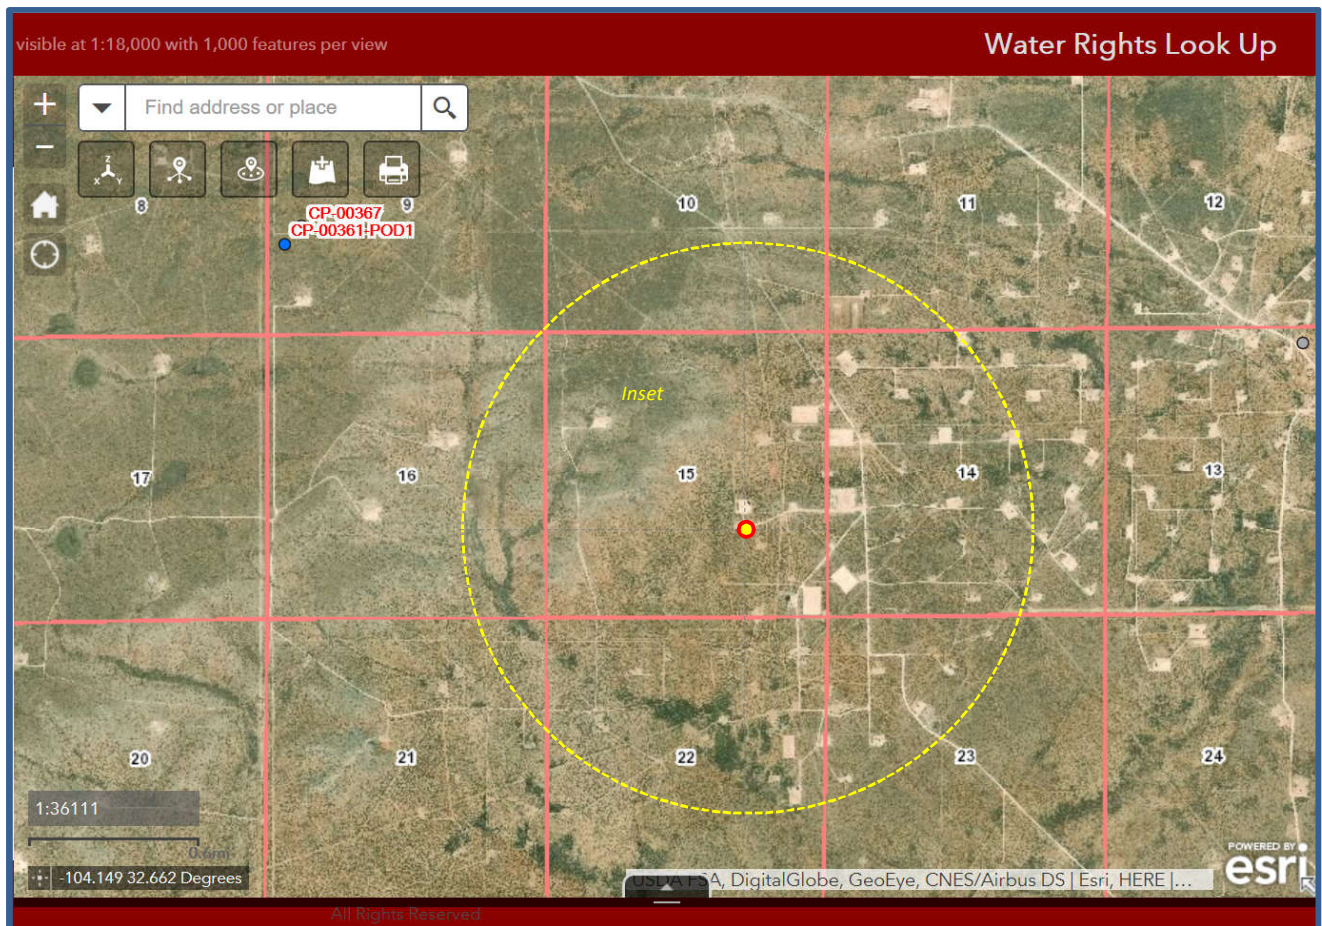 visible at 1:18,000 with 1,000 features per view
Water Rights Look Up
+
Find address or place
−
Z
X Y
8
9
10
11
12
CP-00367
CP-00361-POD1
Inset
17
16
15
14
13
20
21
22
23
24
1:36111
0.6mi
-104.149 32.662 Degrees
POWERED BY
esri
USDA FSA, DigitalGlobe, GeoEye, CNES/Airbus DS | Esri, HERE |...
All Rights Reserved